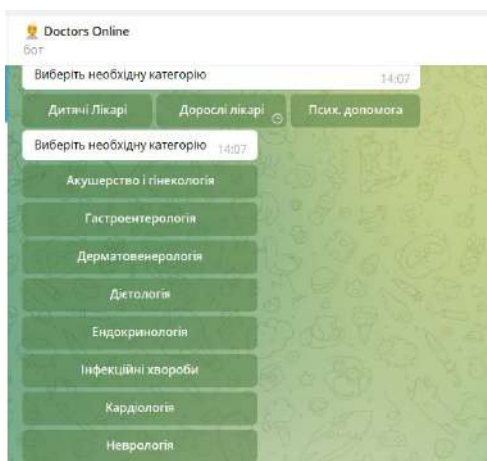 Doctors Online
бот
Виберіть необхідну категорію 14:07
Дитячі Лікарі Дорослі лікарі Псих. допомога
Виберіть необхідну категорію 14:07
Акушерство і гінекологія
Гастроентерологія
Дерматовенерологія
Дієтологія
Ендокринологія
Інфекційні хвороби
Кардіологія
Неврологія